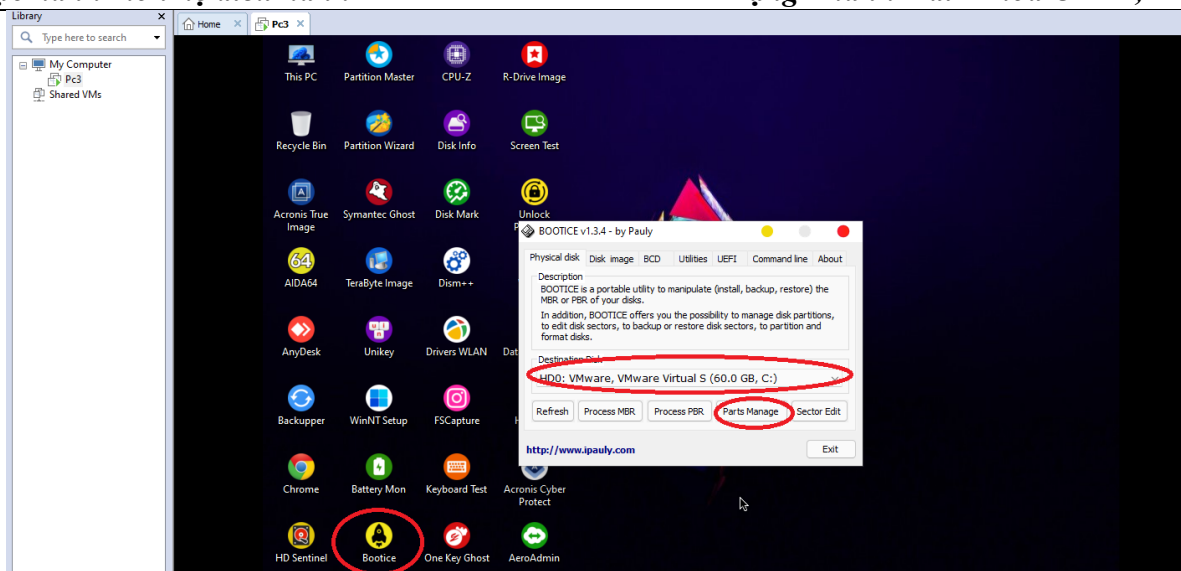 Library
Type here to search
My Computer
Pc3
Shared VMs
Home
Pc3
This PC
Partition Master
CPU-Z
R-Drive Image
Recycle Bin
Partition Wizard
Disk Info
Screen Test
Acronis True
Image
Symantec Ghost
Disk Mark
Unlock
AIDA64
TeraByte Image
Dism++
AnyDesk
Unikey
Drivers WLAN
Dat
Backupper
WinNT Setup
FSCapture
H
Chrome
Battery Mon
Keyboard Test
Acronis Cyber
Protect
HD Sentinel
Bootice
One Key Ghost
AeroAdmin
64
BOOTICE v1.3.4 - by Pauly
Physical disk Disk image BCD Utilities UEFI Command line About
Description
BOOTICE is a portable utility to manipulate (install, backup, restore) the
MBR or PBR of your disks.
In addition, BOOTICE offers you the possibility to manage disk partitions,
to edit disk sectors, to backup or restore disk sectors, to partition and
format disks.
Destination Disk
HD0: VMware, VMware Virtual S (60.0 GB, C:)
Refresh Process MBR Process PBR Parts Manage Sector Edit
http://www.ipauly.com
Exit